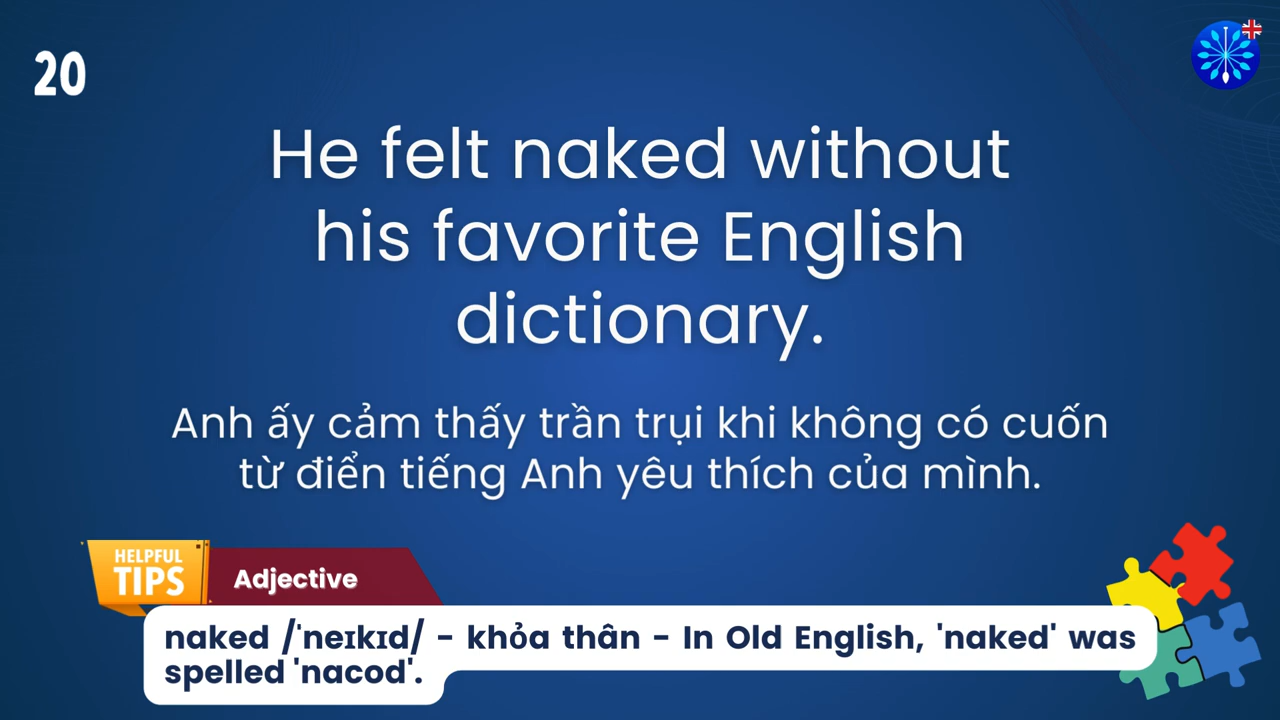 20
He felt naked without
his favorite English
dictionary.
Anh ấy cảm thấy trần trụi khi không có cuốn
từ điển tiếng Anh yêu thích của mình.
HELPFUL
TIPS
Adjective
naked /ˈneɪkɪd/ - khỏa thân - In Old English, 'naked' was
spelled 'nacod'.